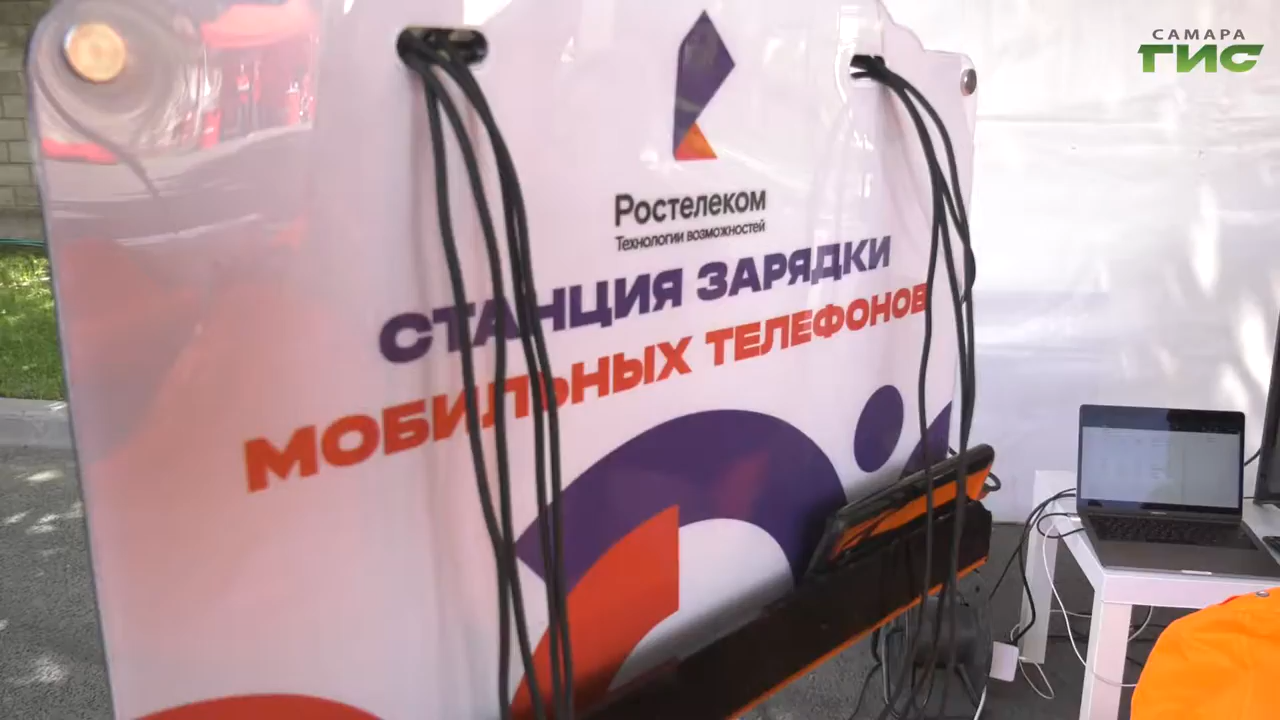 САМАРА
ГИС
Ростелеком
Технологии возможностей
СТАНЦИЯ ЗАРЯДКИ
МОБИЛЬНЫХ ТЕЛЕФОНОВ